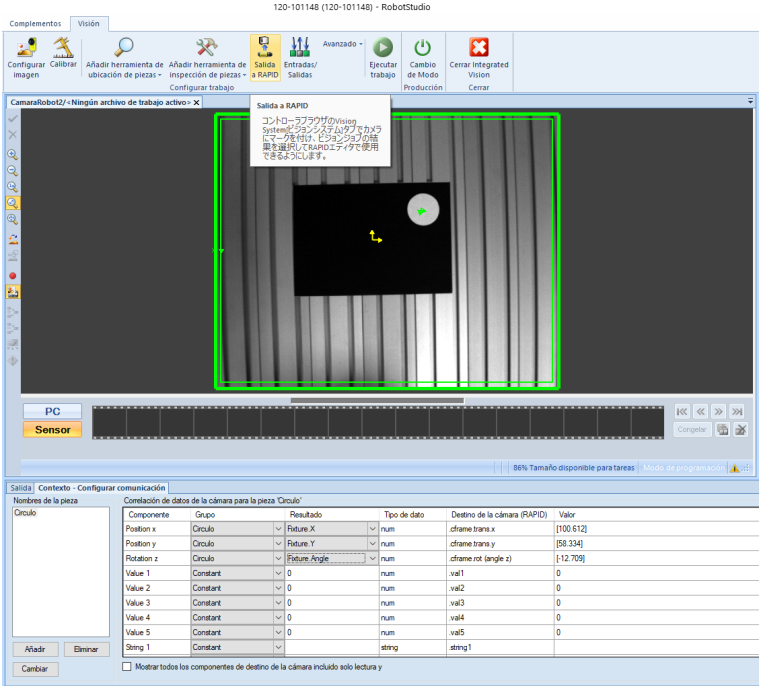 120-101148 (120-101148) - RobotStudio
Complementos Visión
Configurar imagen
Calibrar
Añadir herramienta de ubicación de piezas
Añadir herramienta de inspección de piezas
Salida a RAPID
Entradas/ Salidas
Avanzado
Ejecutar trabajo
Cambio de Modo
Cerrar Integrated Vision
Configurar trabajo Producción Cerrar
CamaraRobot2/<Ningún archivo de trabajo activo> X
Salida a RAPID
コントローラブラウザのVision
System(ビジョンシステム)タブでカメラ
にマークを付け、ビジョンジョブの結
果を選択してRAPIDエディタで使用
できるようにします。
PC
Sensor
Congelar
86% Tamaño disponible para tareas Modo de programación
Salida Contexto - Configurar comunicación
Nombres de la pieza
Circulo
Añadir Eliminar
Cambiar
Correlación de datos de la cámara para la pieza 'Circulo'
Componente Grupo Resultado Tipo de dato Destino de la cámara (RAPID) Valor
Position x Circulo Fixture.X num .cframe.trans.x [100.612]
Position y Circulo Fixture.Y num .cframe.trans.y [58.334]
Rotation z Circulo Fixture.Angle num .cframe.rot (angle z) [-12.709]
Value 1 Constant 0 num .val1 0
Value 2 Constant 0 num .val2 0
Value 3 Constant 0 num .val3 0
Value 4 Constant 0 num .val4 0
Value 5 Constant 0 num .val5 0
String 1 Constant string .string1
Mostrar todos los componentes de destino de la cámara incluido solo lectura y